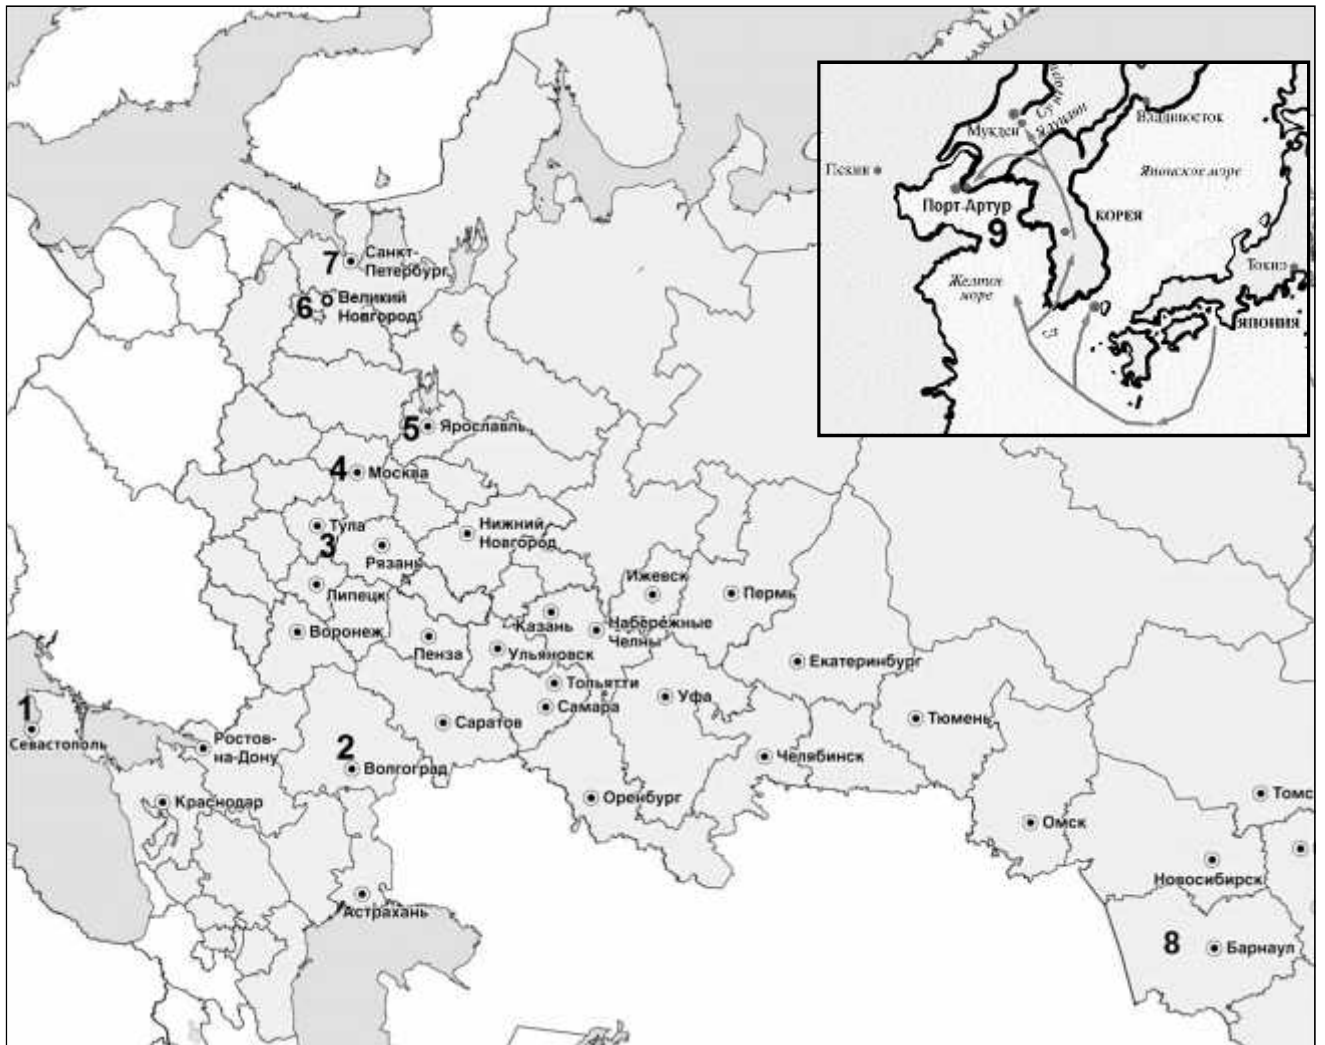 Мукден
Ялуцзян
Владивосток
Пекин
Японское море
Порт-Артур
КОРЕЯ
9
Токио
Желтое
море
ЯПОНИЯ
7
Санкт-
Петербург
6
Великий
Новгород
5
Ярославль
4
Москва
Тула
3
Рязань
Нижний
Новгород
Липецк
Ижевск
Пермь
Воронеж
Казань
Набережные
Челны
Пенза
Ульяновск
Екатеринбург
Тольятти
Уфа
1
Севастополь
Самара
Саратов
Тюмень
Ростов-
на-Дону
2
Волгоград
Челябинск
Краснодар
Оренбург
Томс
Омск
Новосибирск
Астрахань
8
Барнаул